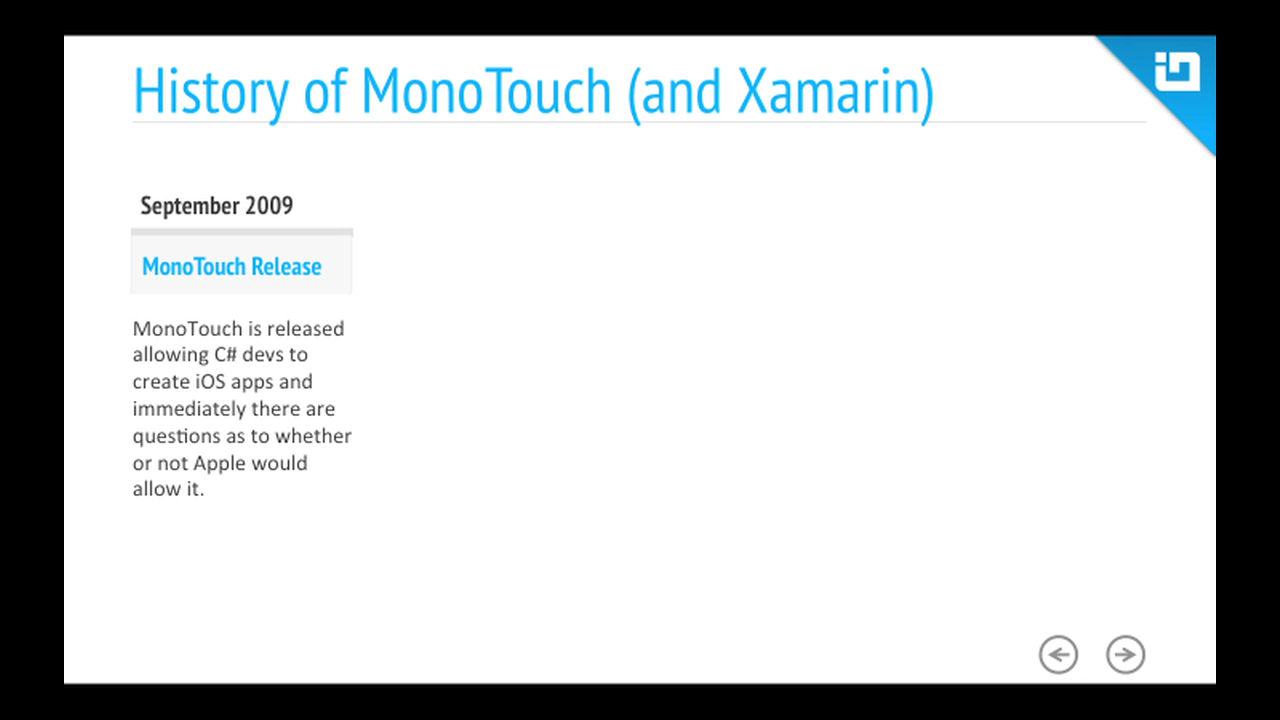 History of MonoTouch (and Xamarin)
September 2009
MonoTouch Release
MonoTouch is released
allowing C# devs to
create iOS apps and
immediately there are
questions as to whether
or not Apple would
allow it.